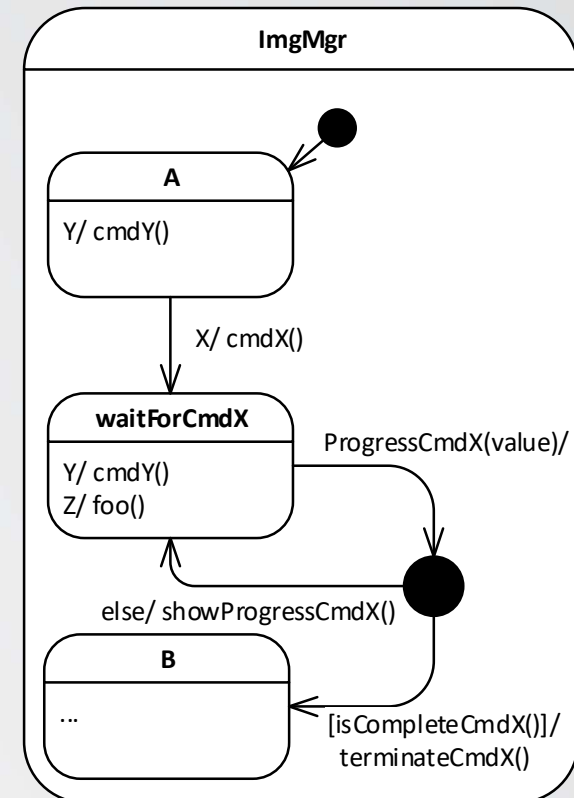 ImgMgr
A
Y/ cmdY()
X/ cmdX()
waitForCmdX
Y/ cmdY()
Z/ foo()
ProgressCmdX(value)/
else/ showProgressCmdX()
B
...
[isCompleteCmdX()]/
terminateCmdX()